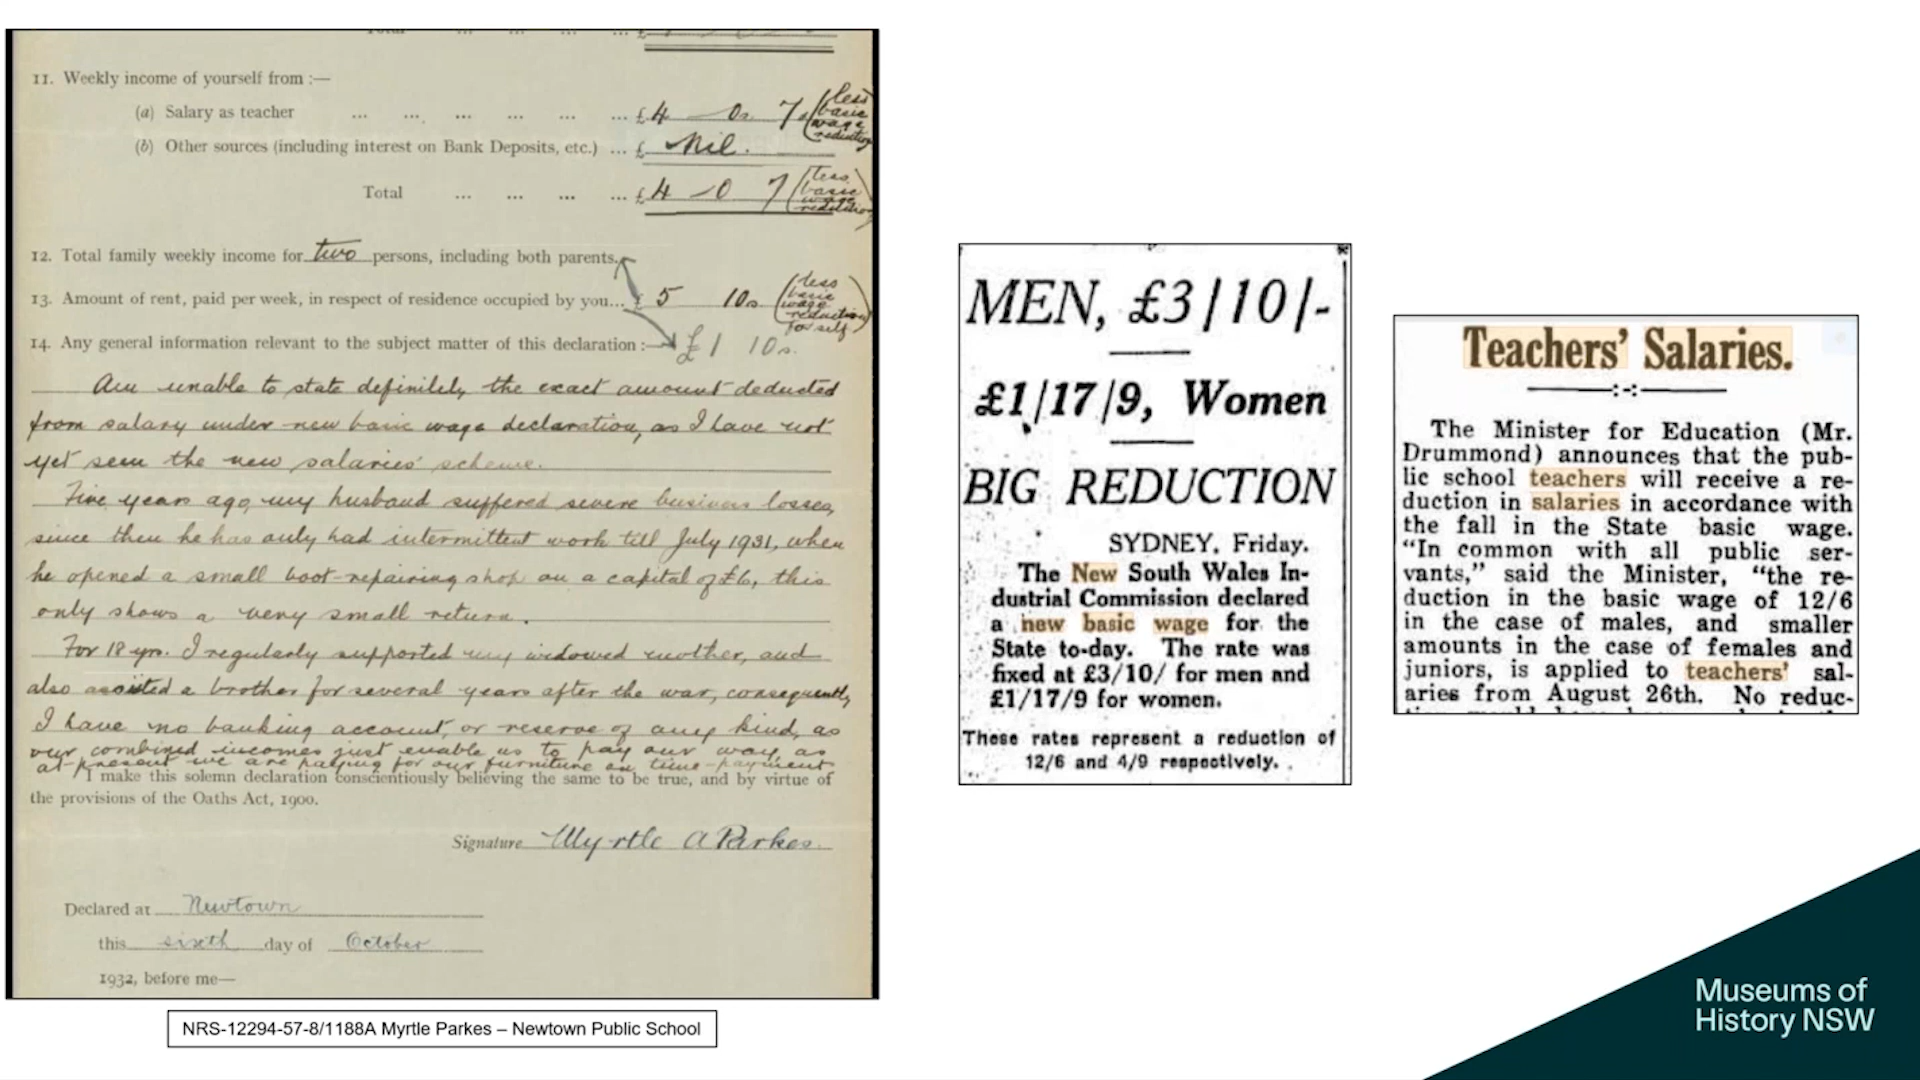 Total ... ... ... ... £
11. Weekly income of yourself from :—
(a) Salary as teacher ... ... ... ... ... ... £ 4 0s. 7 (less
basic
wage
reduction)
(b) Other sources (including interest on Bank Deposits, etc.) ... £ Nil.
Total ... ... ... ... £ 4 - 0 7 (less
basic
wage
reduction)
12. Total family weekly income for two persons, including both parents.
13. Amount of rent, paid per week, in respect of residence occupied by you... £ 5 10s. (less
basic
wage
reduction
for self)
14. Any general information relevant to the subject matter of this declaration :— £1 10s.
Am unable to state definitely the exact amount deducted
from salary under new basic wage declaration, as I have not
yet seen the new salaries' scheme.
Five years ago, my husband suffered severe business losses,
since then he has only had intermittent work till July 1931, when
he opened a small boot-repairing shop on a capital of £6, this
only shows a very small return.
For 18 yrs. I regularly supported my widowed mother, and
also assisted a brother for several years after the war, consequently
I have no banking account, or reserve of any kind, as
our combined incomes just enable us to pay our way, as
at present we are paying for our furniture on time-payment
I make this solemn declaration conscientiously believing the same to be true, and by virtue of
the provisions of the Oaths Act, 1900.
Signature Myrtle A Parkes.
Declared at Newtown
this sixth day of October
1932, before me—
NRS-12294-57-8/1188A Myrtle Parkes – Newtown Public School
MEN, £3/10/-
£1/17/9, Women
BIG REDUCTION
SYDNEY, Friday.
The New South Wales In-
dustrial Commission declared
a new basic wage for the
State to-day. The rate was
fixed at £3/10/ for men and
£1/17/9 for women.
These rates represent a reduction of
12/6 and 4/9 respectively.
Teachers' Salaries.
The Minister for Education (Mr.
Drummond) announces that the pub-
lic school teachers will receive a re-
duction in salaries in accordance with
the fall in the State basic wage.
"In common with all public ser-
vants," said the Minister, "the re-
duction in the basic wage of 12/6
in the case of males, and smaller
amounts in the case of females and
juniors, is applied to teachers' sal-
aries from August 26th. No reduc-
Museums of
History NSW